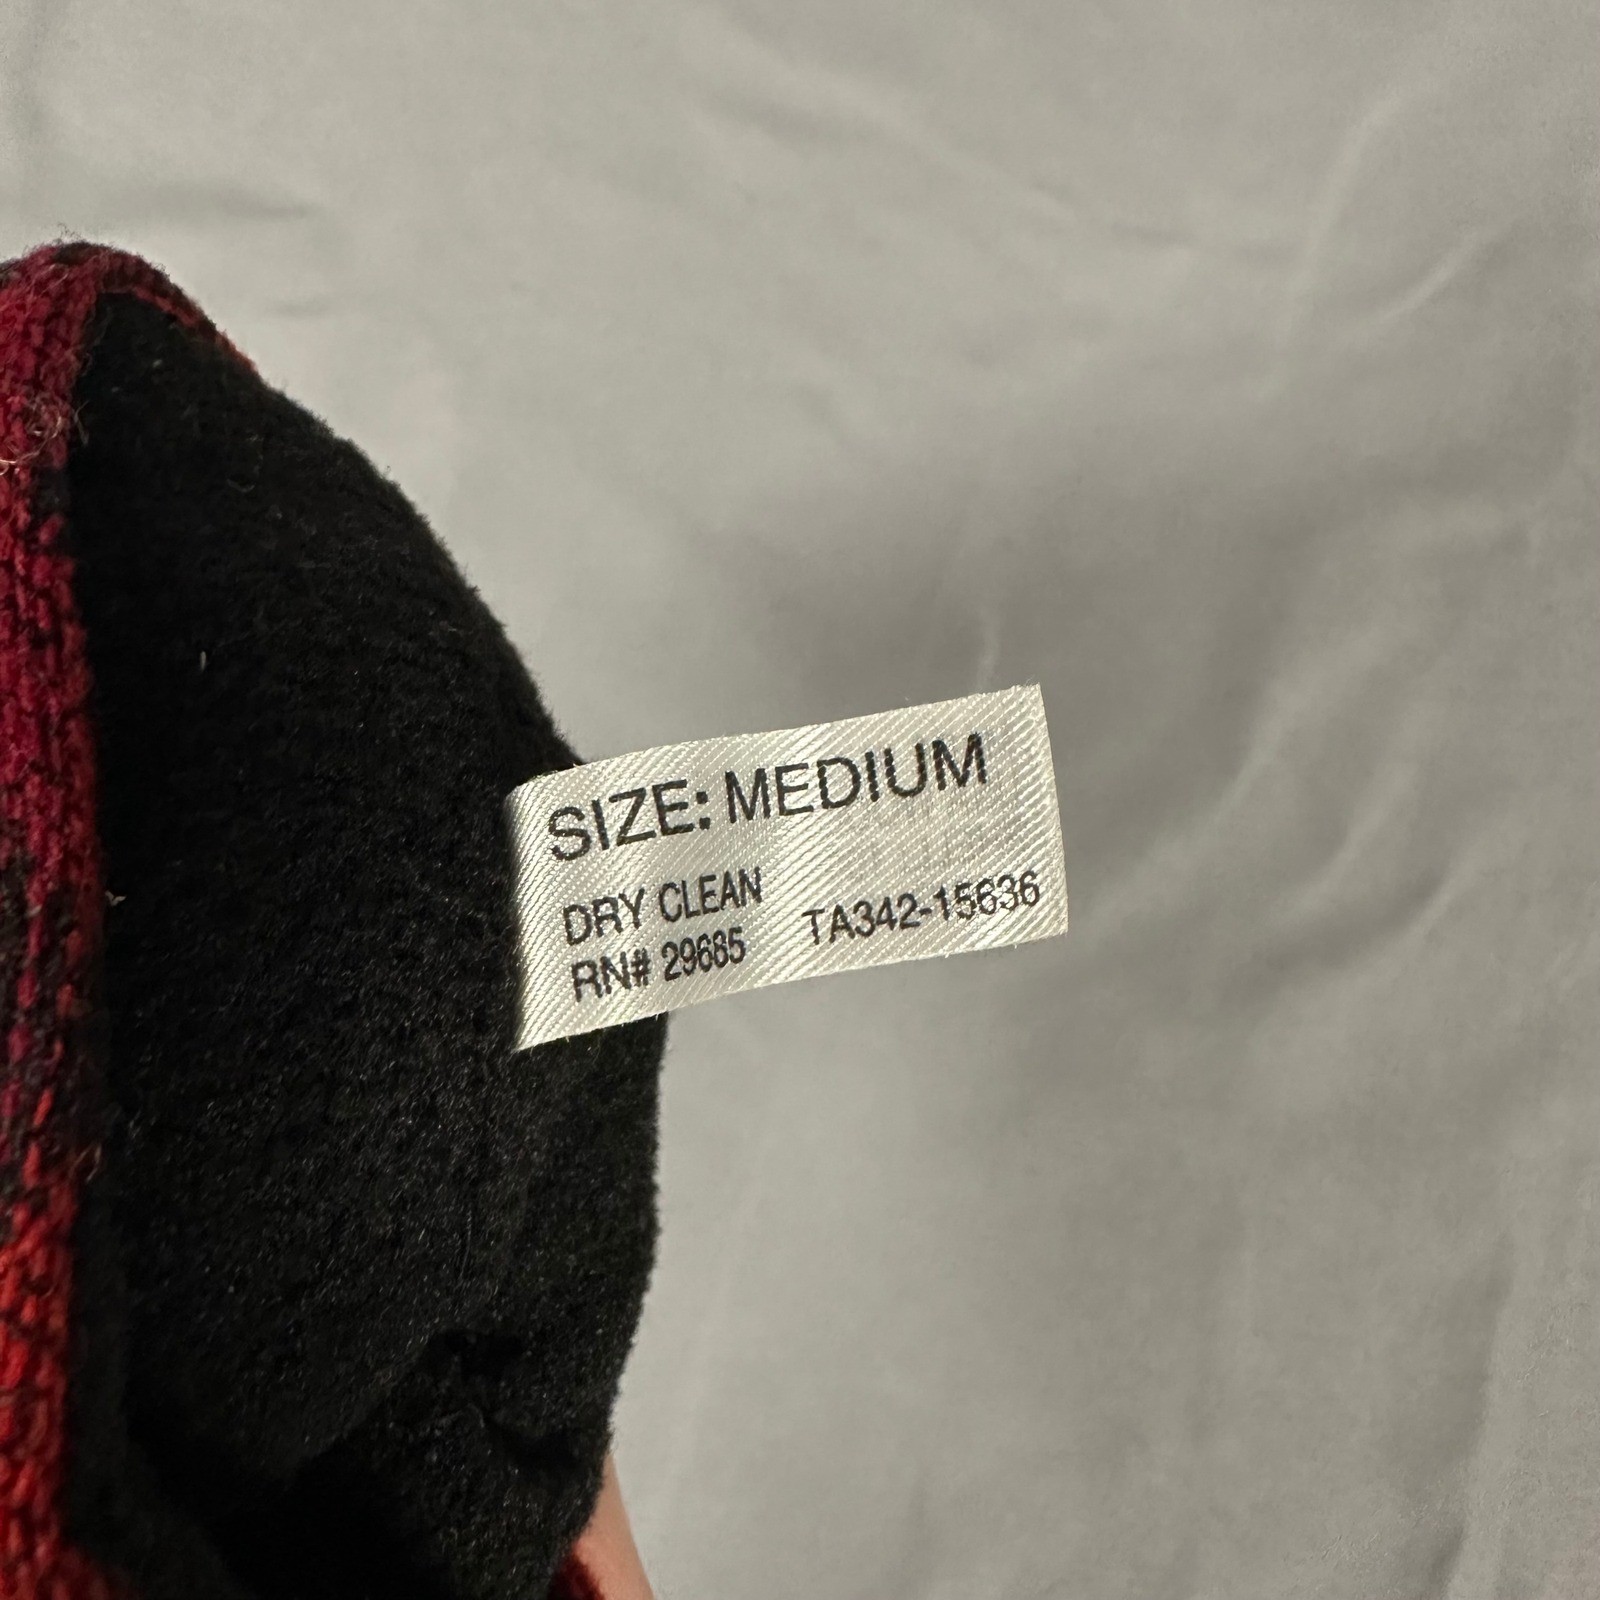 SIZE: MEDIUM
DRY CLEAN
RN# 29685 TA342-15636